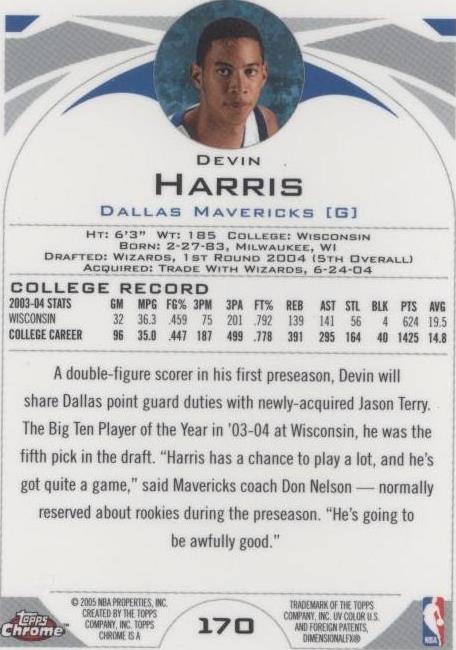 DEVIN
HARRIS
DALLAS MAVERICKS [G]
HT: 6'3" WT: 185 COLLEGE: WISCONSIN
BORN: 2-27-83, MILWAUKEE, WI
DRAFTED: WIZARDS, 1ST ROUND 2004 (5TH OVERALL)
ACQUIRED: TRADE WITH WIZARDS, 6-24-04
COLLEGE RECORD
2003-04 STATS GM MPG FG% 3PM 3PA FT% REB AST STL BLK PTS AVG
WISCONSIN 32 36.3 .459 75 201 .792 139 141 56 4 624 19.5
COLLEGE CAREER 96 35.0 .447 187 499 .778 391 295 164 40 1425 14.8
A double-figure scorer in his first preseason, Devin will
share Dallas point guard duties with newly-acquired Jason Terry.
The Big Ten Player of the Year in '03-04 at Wisconsin, he was the
fifth pick in the draft. "Harris has a chance to play a lot, and he's
got quite a game," said Mavericks coach Don Nelson — normally
reserved about rookies during the preseason. "He's going to
be awfully good."
Topps
Chrome™
© 2005 NBA PROPERTIES, INC.
CREATED BY THE TOPPS
COMPANY, INC. TOPPS
CHROME IS A
170
TRADEMARK OF THE TOPPS
COMPANY, INC. UV COLOR U.S.
AND FOREIGN PATENTS,
DIMENSIONALFX®
NBA